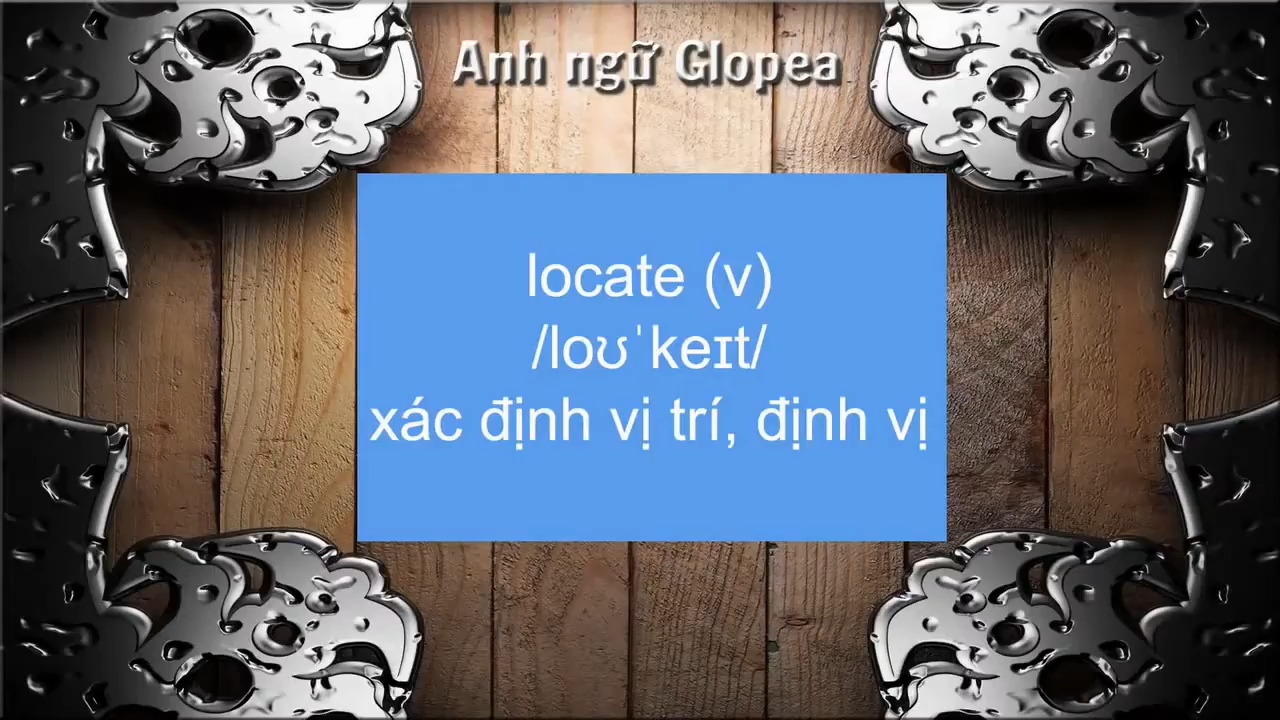 Anh ngữ Glopea
locate (v)
/loʊˈkeɪt/
xác định vị trí, định vị